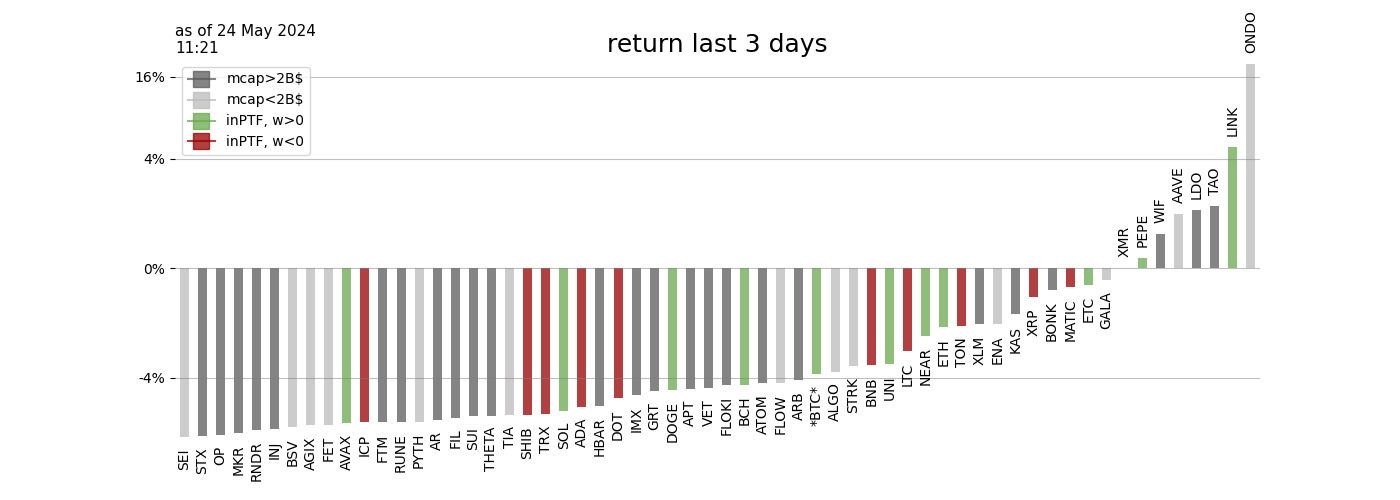 as of 24 May 2024
11:21
return last 3 days
mcap>2B$
mcap<2B$
inPTF, w>0
inPTF, w<0
16%
4%
0%
-4%
SEI
STX
OP
MKR
RNDR
INJ
BSV
AGIX
FET
AVAX
ICP
FTM
RUNE
PYTH
AR
FIL
SUI
THETA
TIA
SHIB
TRX
SOL
ADA
HBAR
DOT
IMX
GRT
DOGE
APT
VET
FLOKI
BCH
ATOM
FLOW
ARB
*BTC*
ALGO
STRK
BNB
UNI
LTC
NEAR
ETH
TON
XLM
ENA
KAS
XRP
BONK
MATIC
ETC
GALA
XMR
PEPE
WIF
AAVE
LDO
TAO
LINK
ONDO